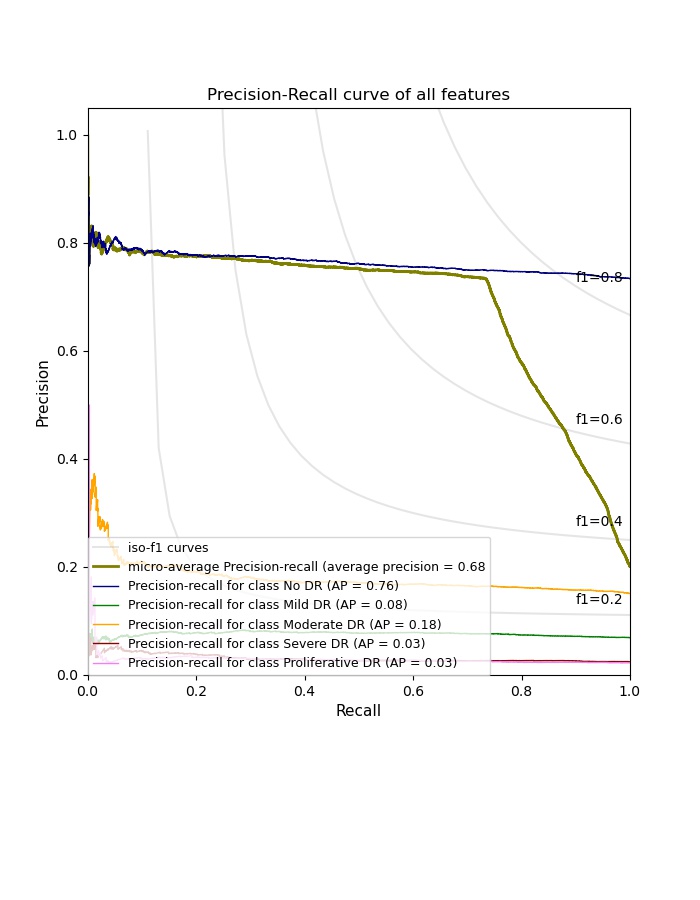 Precision-Recall curve of all features
1.0
0.8
0.6
0.4
0.2
0.0
Precision
f1=0.8
f1=0.6
f1=0.4
f1=0.2
iso-f1 curves
micro-average Precision-recall (average precision = 0.68
Precision-recall for class No DR (AP = 0.76)
Precision-recall for class Mild DR (AP = 0.08)
Precision-recall for class Moderate DR (AP = 0.18)
Precision-recall for class Severe DR (AP = 0.03)
Precision-recall for class Proliferative DR (AP = 0.03)
0.0 0.2 0.4 0.6 0.8 1.0
Recall